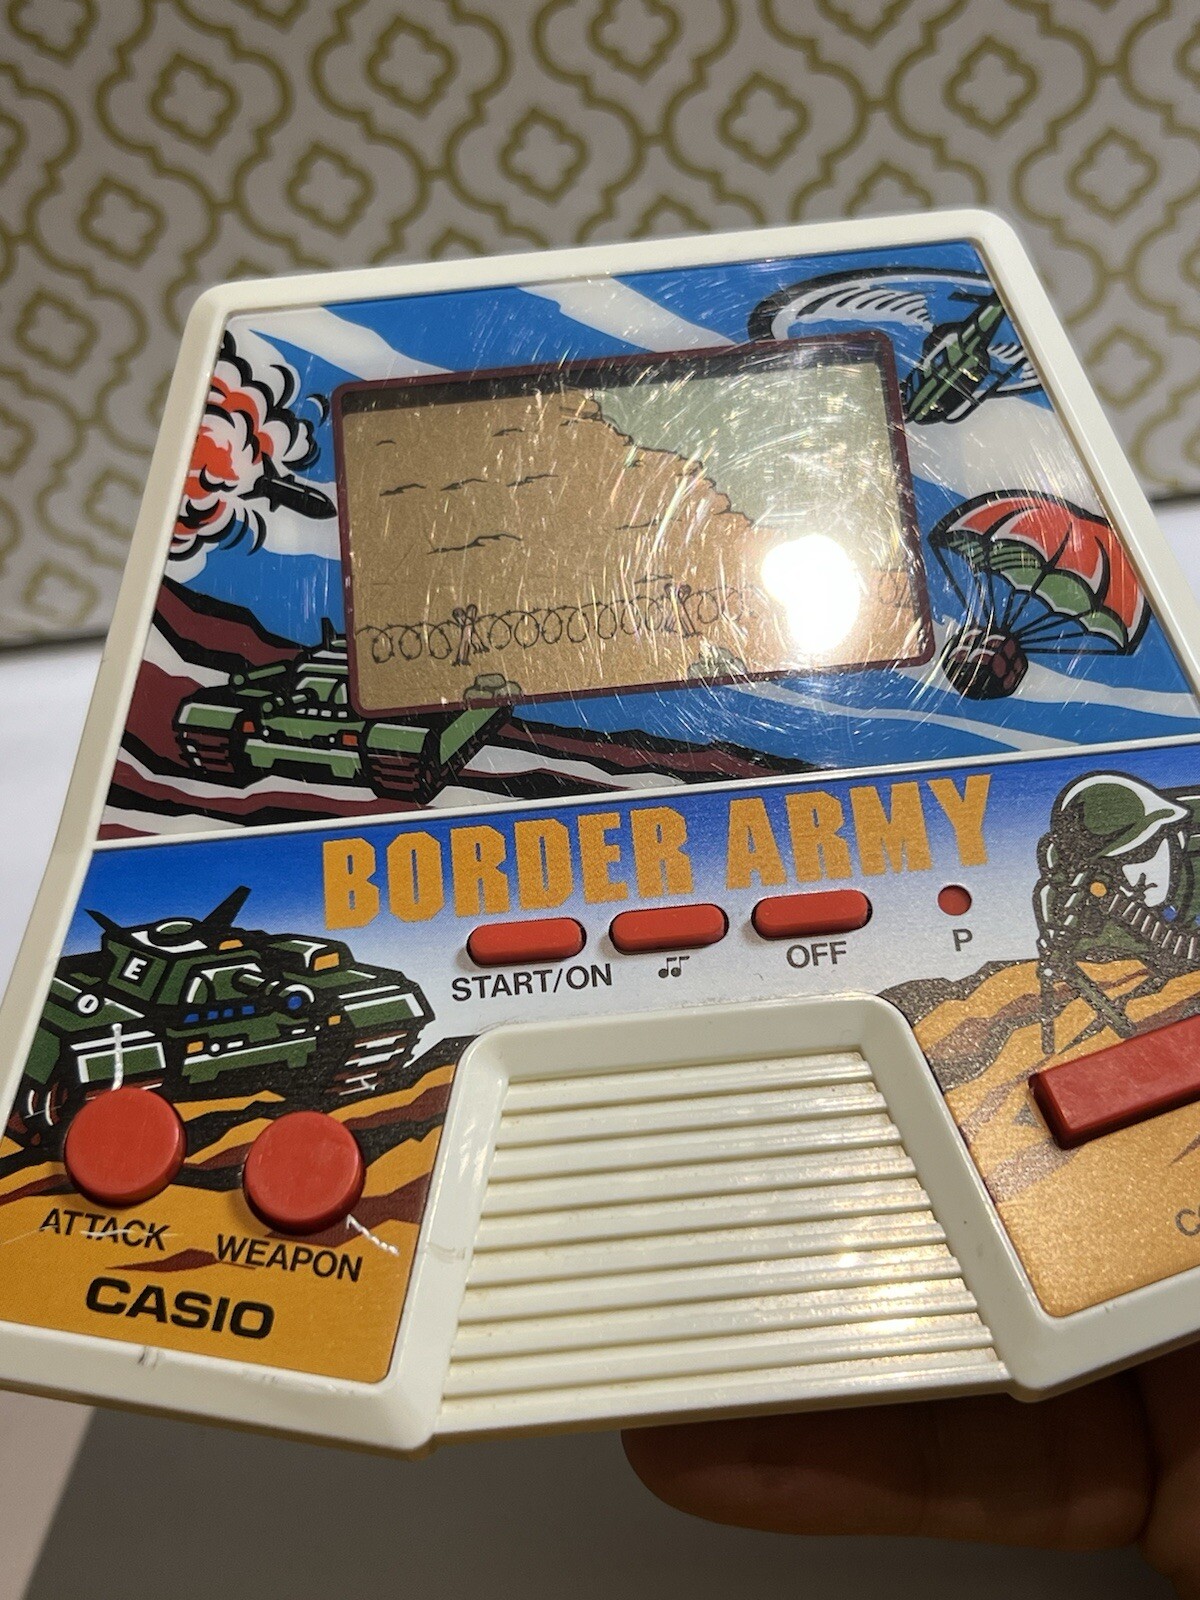 BORDER ARMY
START/ON
♫
OFF
P
E
O
ATTACK
WEAPON
CASIO